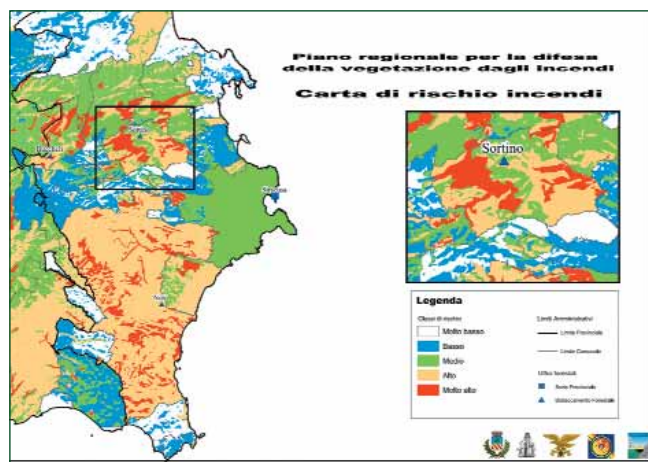 Piano regionale per la difesa
della vegetazione dagli incendi
Carta di rischio incendi
Sortino
Legenda
Classi di rischio
Molto basso
Basso
Medio
Alto
Molto alto
Limiti Amministrativi
Limite Provinciale
Limite Comunale
Uffici forestali
Sede Provinciale
Distaccamento Forestale